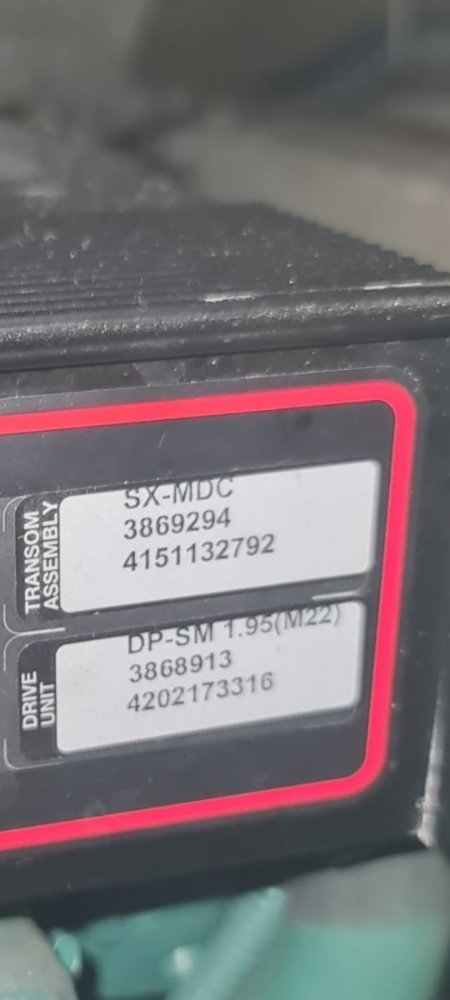 TRANSOM
ASSEMBLY
SX-MDC
3869294
4151132792
DRIVE
UNIT
DP-SM 1.95(M22)
3868913
4202173316